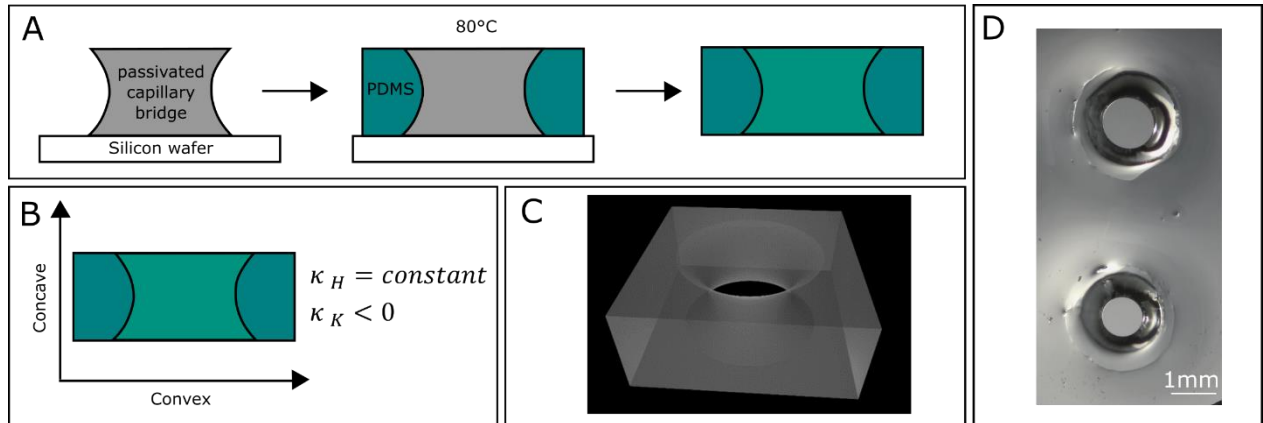 A
80°C
passivated
capillary
bridge
PDMS
Silicon wafer
B
Concave
κ H = constant
κ K < 0
Convex
C
D
1mm